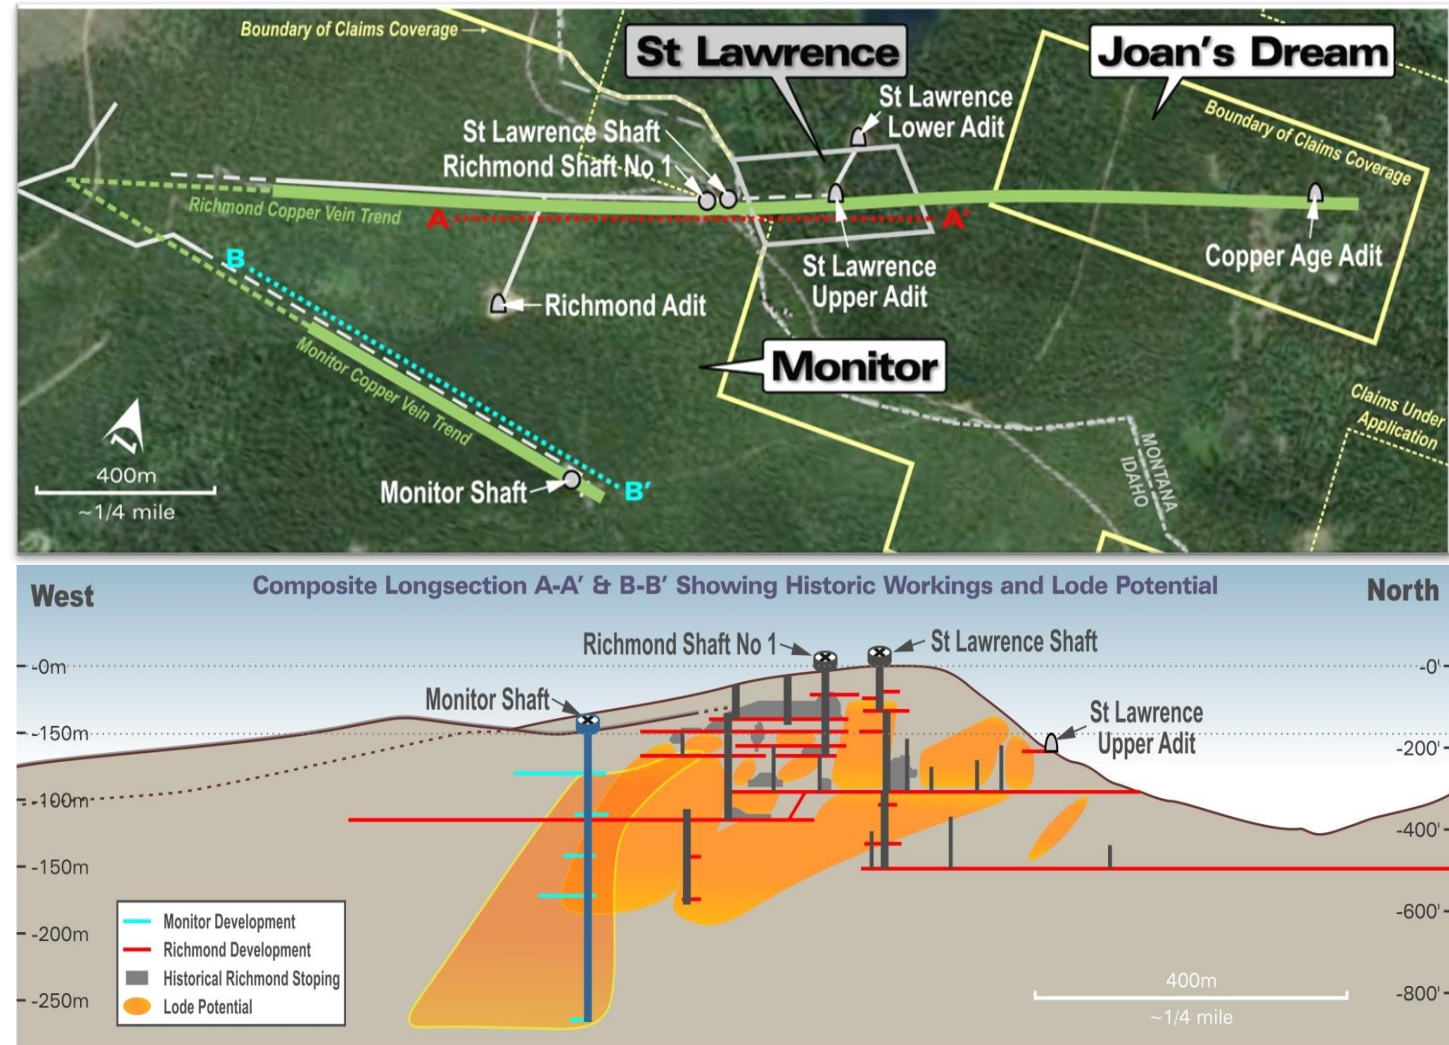 Boundary of Claims Coverage
St Lawrence
Joan's Dream
St Lawrence
Lower Adit
St Lawrence Shaft
Richmond Shaft No 1
Boundary of Claims Coverage
Richmond Copper Vein Trend
A
A'
B
St Lawrence
Upper Adit
Copper Age Adit
Richmond Adit
Monitor Copper Vein Trend
Monitor
Claims Under
Application
Z
400m
~1/4 mile
Monitor Shaft
B'
MONTANA
IDAHO
West
Composite Longsection A-A' & B-B' Showing Historic Workings and Lode Potential
North
Richmond Shaft No 1
St Lawrence Shaft
-0m
-0'
Monitor Shaft
St Lawrence
Upper Adit
-150m
-200'
-100m
-400'
-150m
Monitor Development
Richmond Development
Historical Richmond Stoping
Lode Potential
-600'
-200m
400m
~1/4 mile
-250m
-800'